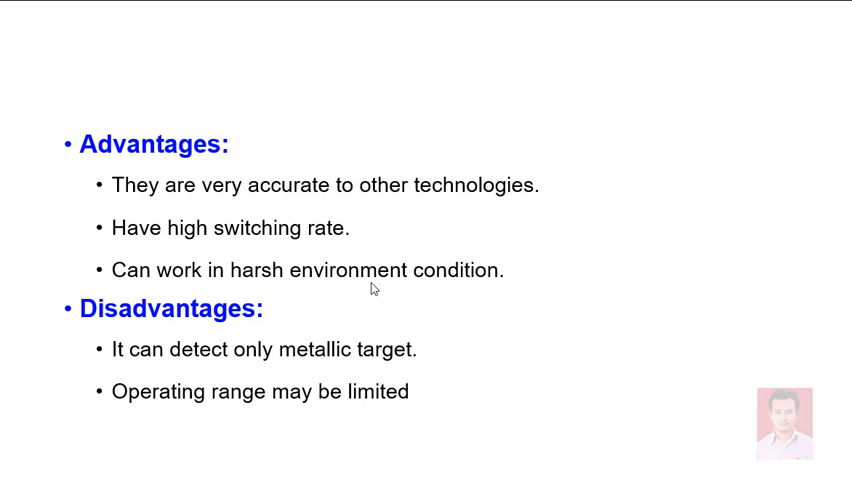 • Advantages:
• They are very accurate to other technologies.
• Have high switching rate.
• Can work in harsh environment condition.
• Disadvantages:
• It can detect only metallic target.
• Operating range may be limited